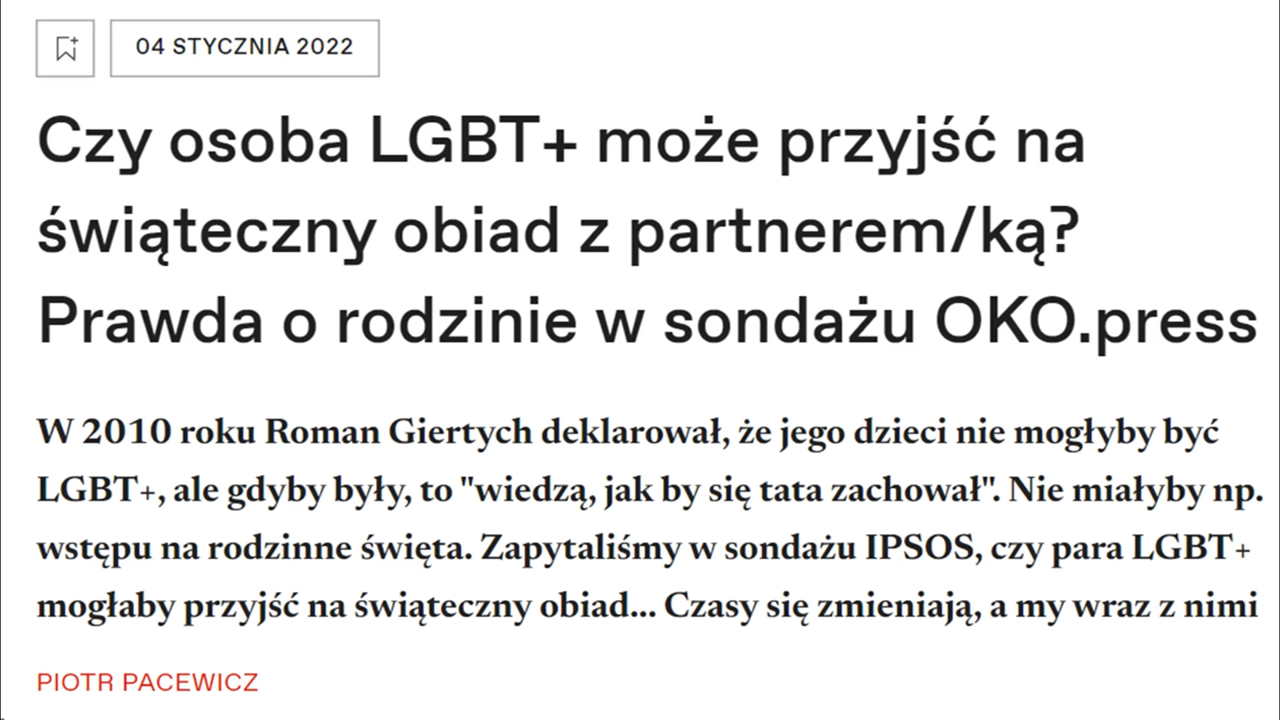 04 STYCZNIA 2022
Czy osoba LGBT+ może przyjść na
świąteczny obiad z partnerem/ką?
Prawda o rodzinie w sondażu OKO.press
W 2010 roku Roman Giertych deklarował, że jego dzieci nie mogłyby być
LGBT+, ale gdyby były, to "wiedzą, jak by się tata zachował". Nie miałyby np.
wstępu na rodzinne święta. Zapytaliśmy w sondażu IPSOS, czy para LGBT+
mogłaby przyjść na świąteczny obiad... Czasy się zmieniają, a my wraz z nimi
PIOTR PACEWICZ